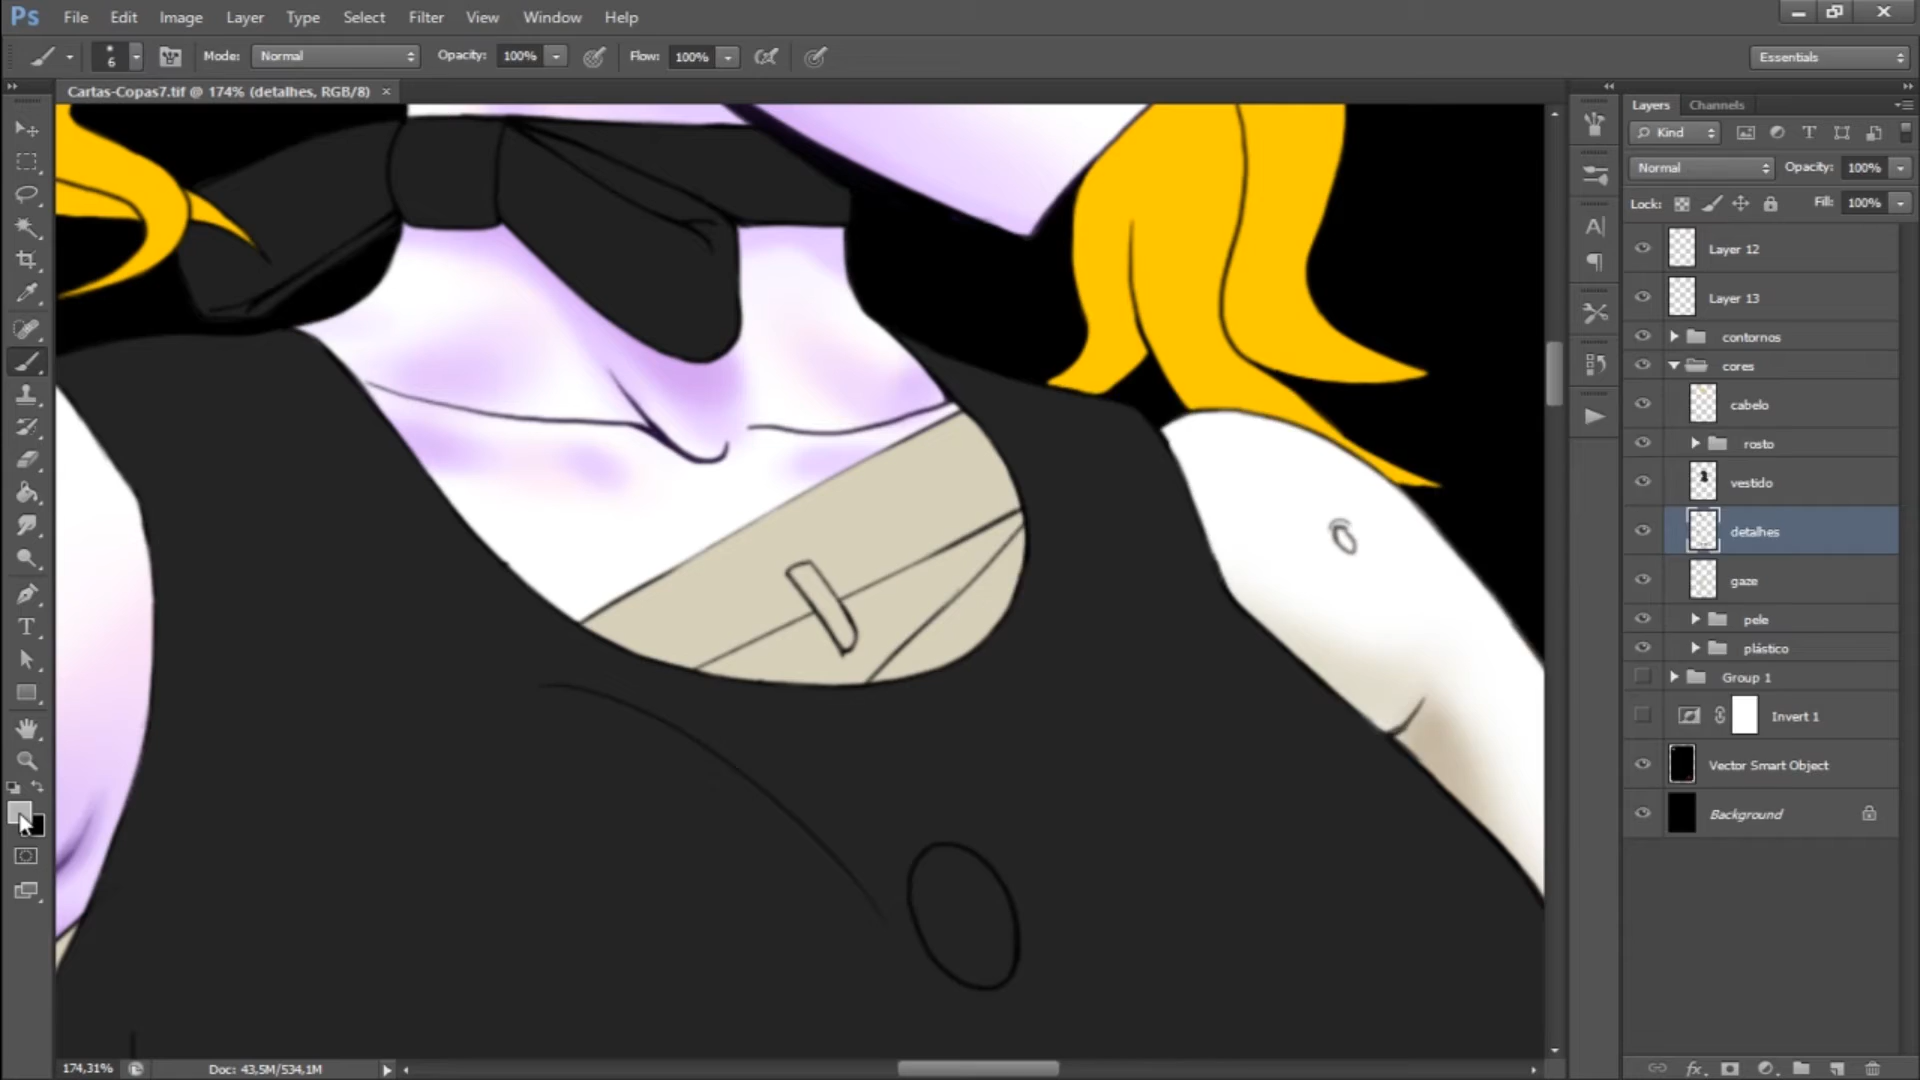 Ps File Edit Image Layer Type Select Filter View Window Help
6 Mode: Normal Opacity: 100% Flow: 100% Essentials
Cartas-Copas7.tif @ 174% (detalhes, RGB/8) ×
Layers Channels
Kind
Normal Opacity: 100%
Lock: Fill: 100%
Layer 12
Layer 13
contornos
cores
cabelo
rosto
vestido
detalhes
gaze
pele
plástico
Group 1
Invert 1
Vector Smart Object
Background
174,31% Doc: 43,5M/534,1M